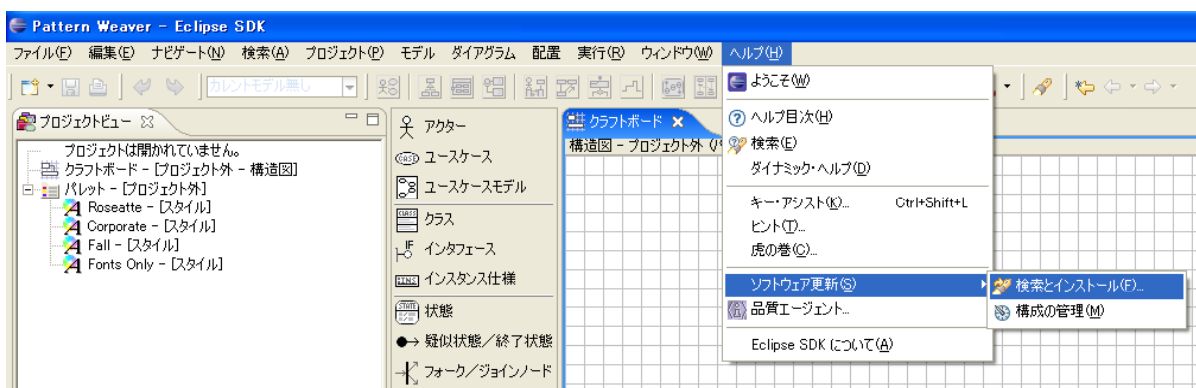 Pattern Weaver - Eclipse SDK
ファイル(F) 編集(E) ナビゲート(N) 検索(A) プロジェクト(P) モデル ダイアグラム 配置 実行(R) ウィンドウ(W) ヘルプ(H)
カレントモデル無し
プロジェクトビュー
プロジェクトは開かれていません。
クラフトボード - [プロジェクト外 - 構造図]
パレット - [プロジェクト外]
Roseatte - [スタイル]
Corporate - [スタイル]
Fall - [スタイル]
Fonts Only - [スタイル]
アクター
ユースケース
ユースケースモデル
クラス
インタフェース
インスタンス仕様
状態
疑似状態/終了状態
フォーク/ジョインノード
クラフトボード
構造図 - プロジェクト外
ようこそ(W)
ヘルプ目次(H)
検索(E)
ダイナミック・ヘルプ(D)
キー・アシスト(K)... Ctrl+Shift+L
ヒント(T)...
虎の巻(C)...
ソフトウェア更新(S)
品質エージェント...
Eclipse SDK について(A)
検索とインストール(F)...
構成の管理(M)